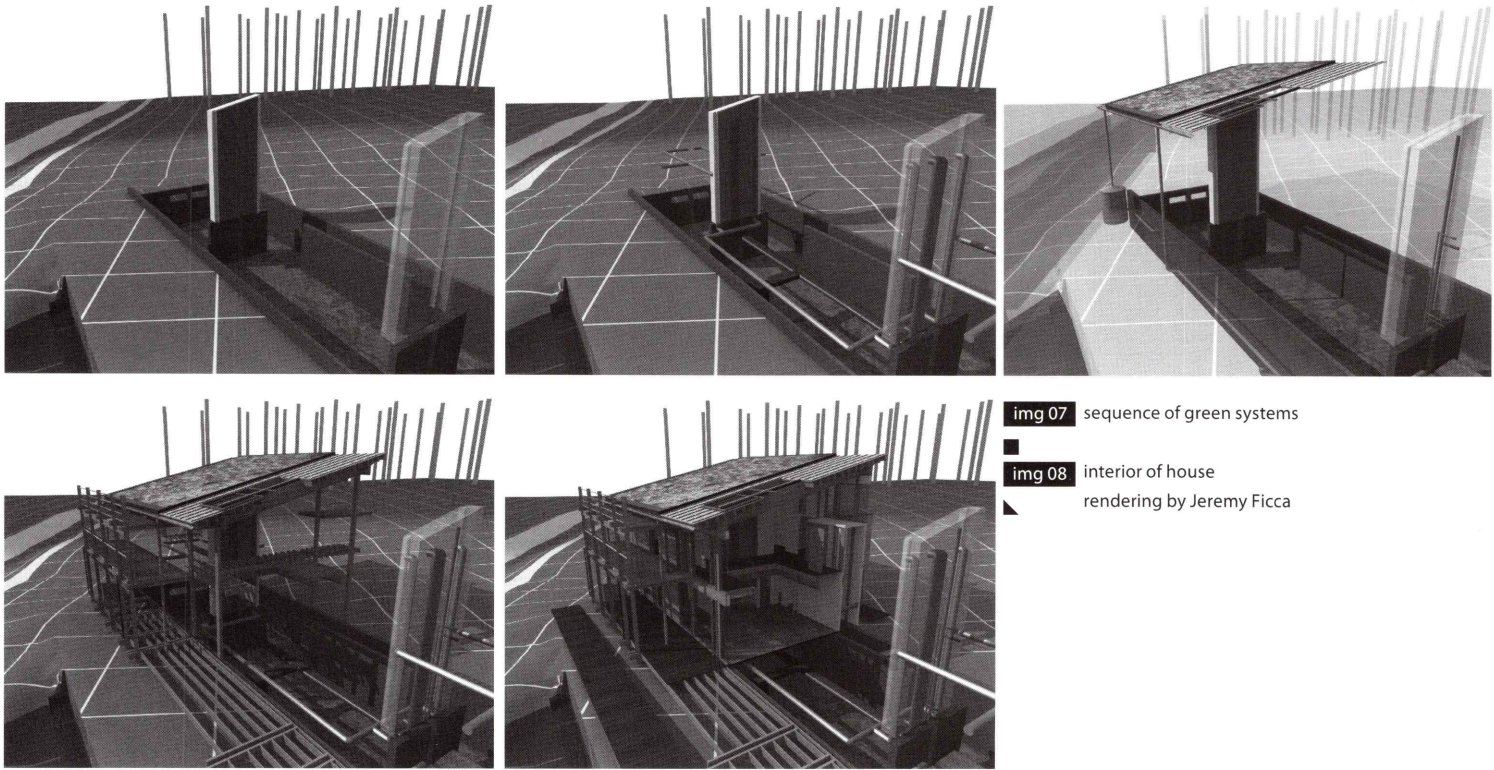 img 07 sequence of green systems
img 08 interior of house
rendering by Jeremy Ficca